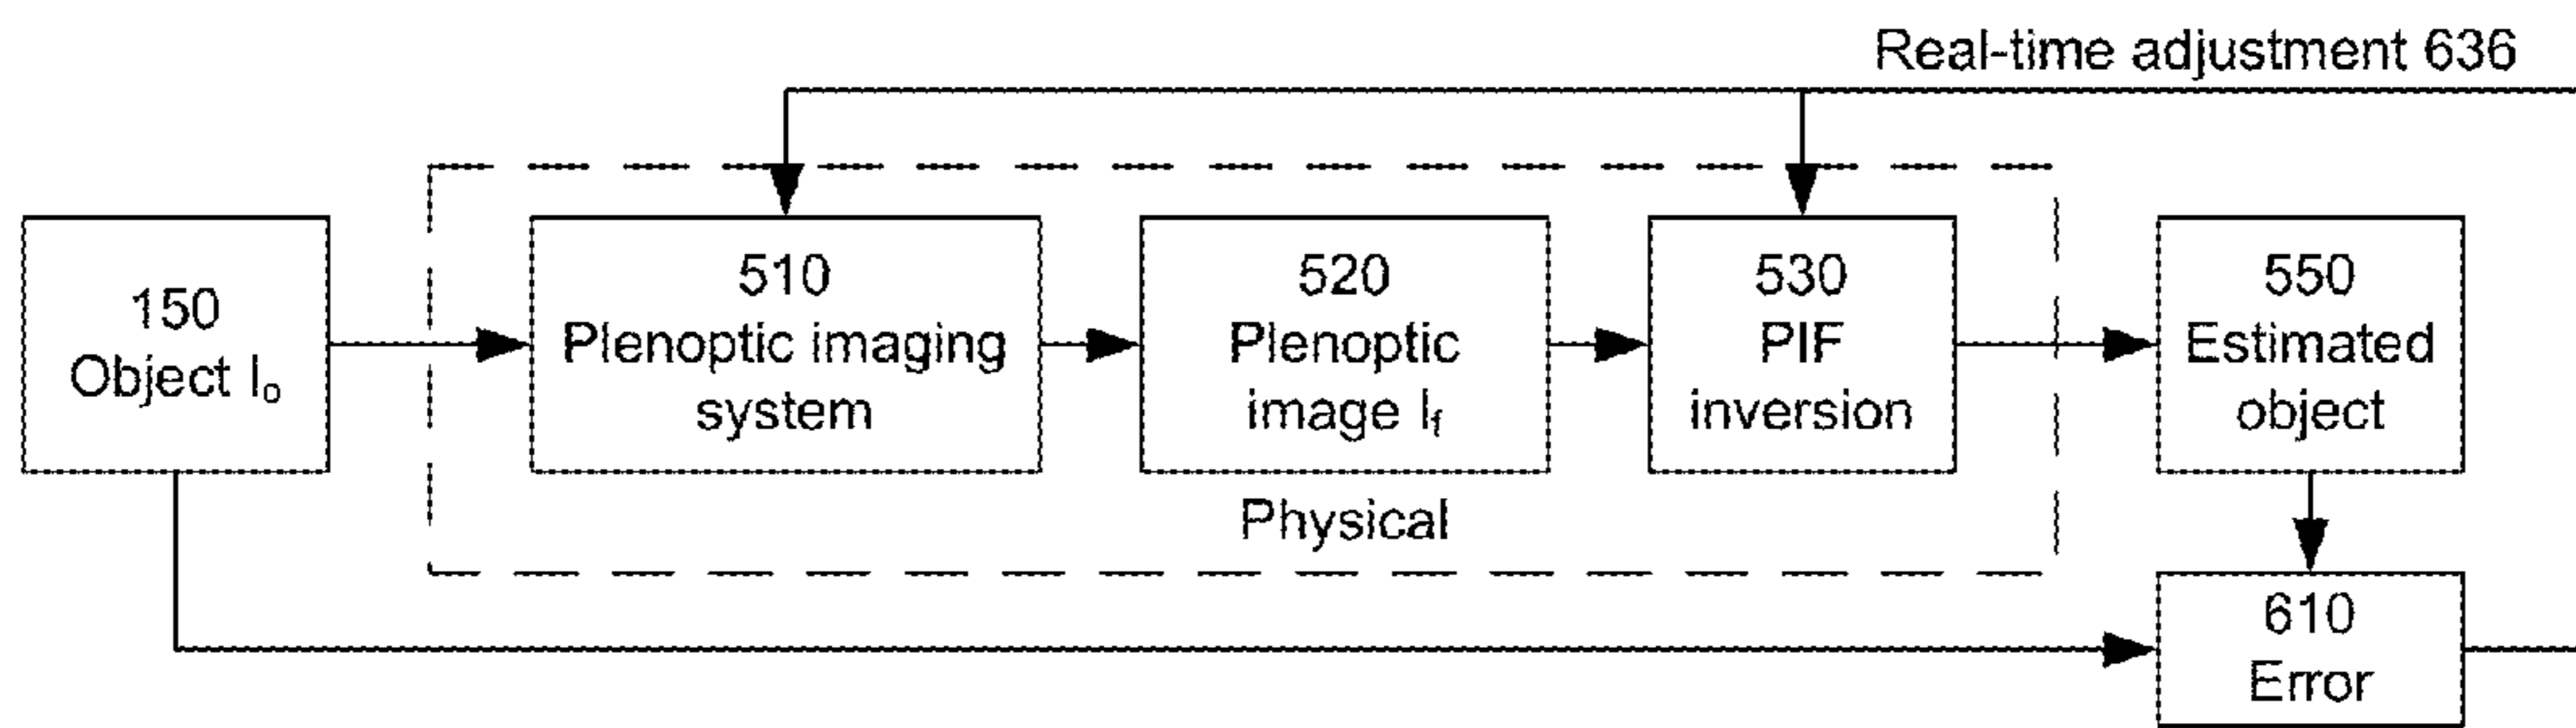 Real-time adjustment 636
150
Object Iₒ
510
Plenoptic imaging
system
520
Plenoptic
image I_f
530
PIF
inversion
550
Estimated
object
Physical
610
Error